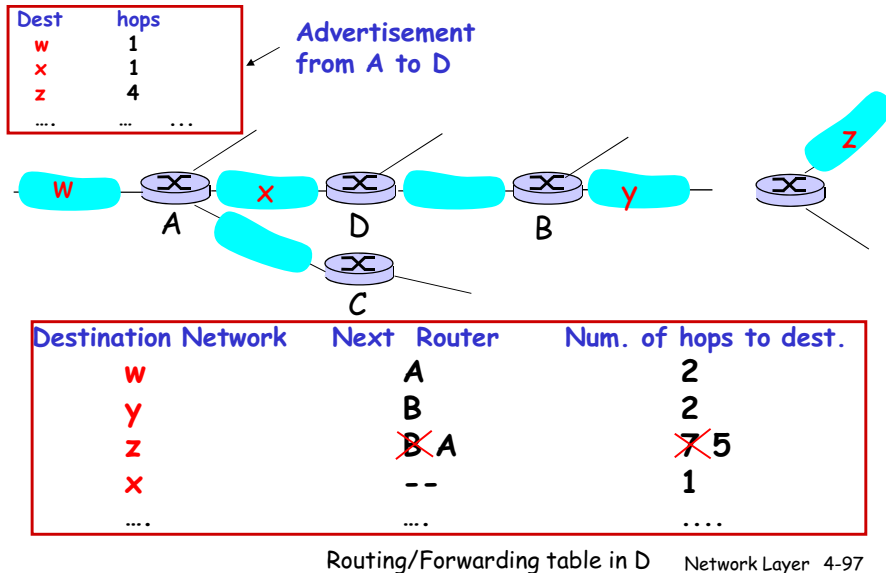 Dest hops
w 1
x 1
z 4
.... ... ...
Advertisement
from A to D
z
w
A
x
D
B
y
C
Destination Network Next Router Num. of hops to dest.
w A 2
y B 2
z B A 7 5
x -- 1
.... .... ....
Routing/Forwarding table in D Network Layer 4-97